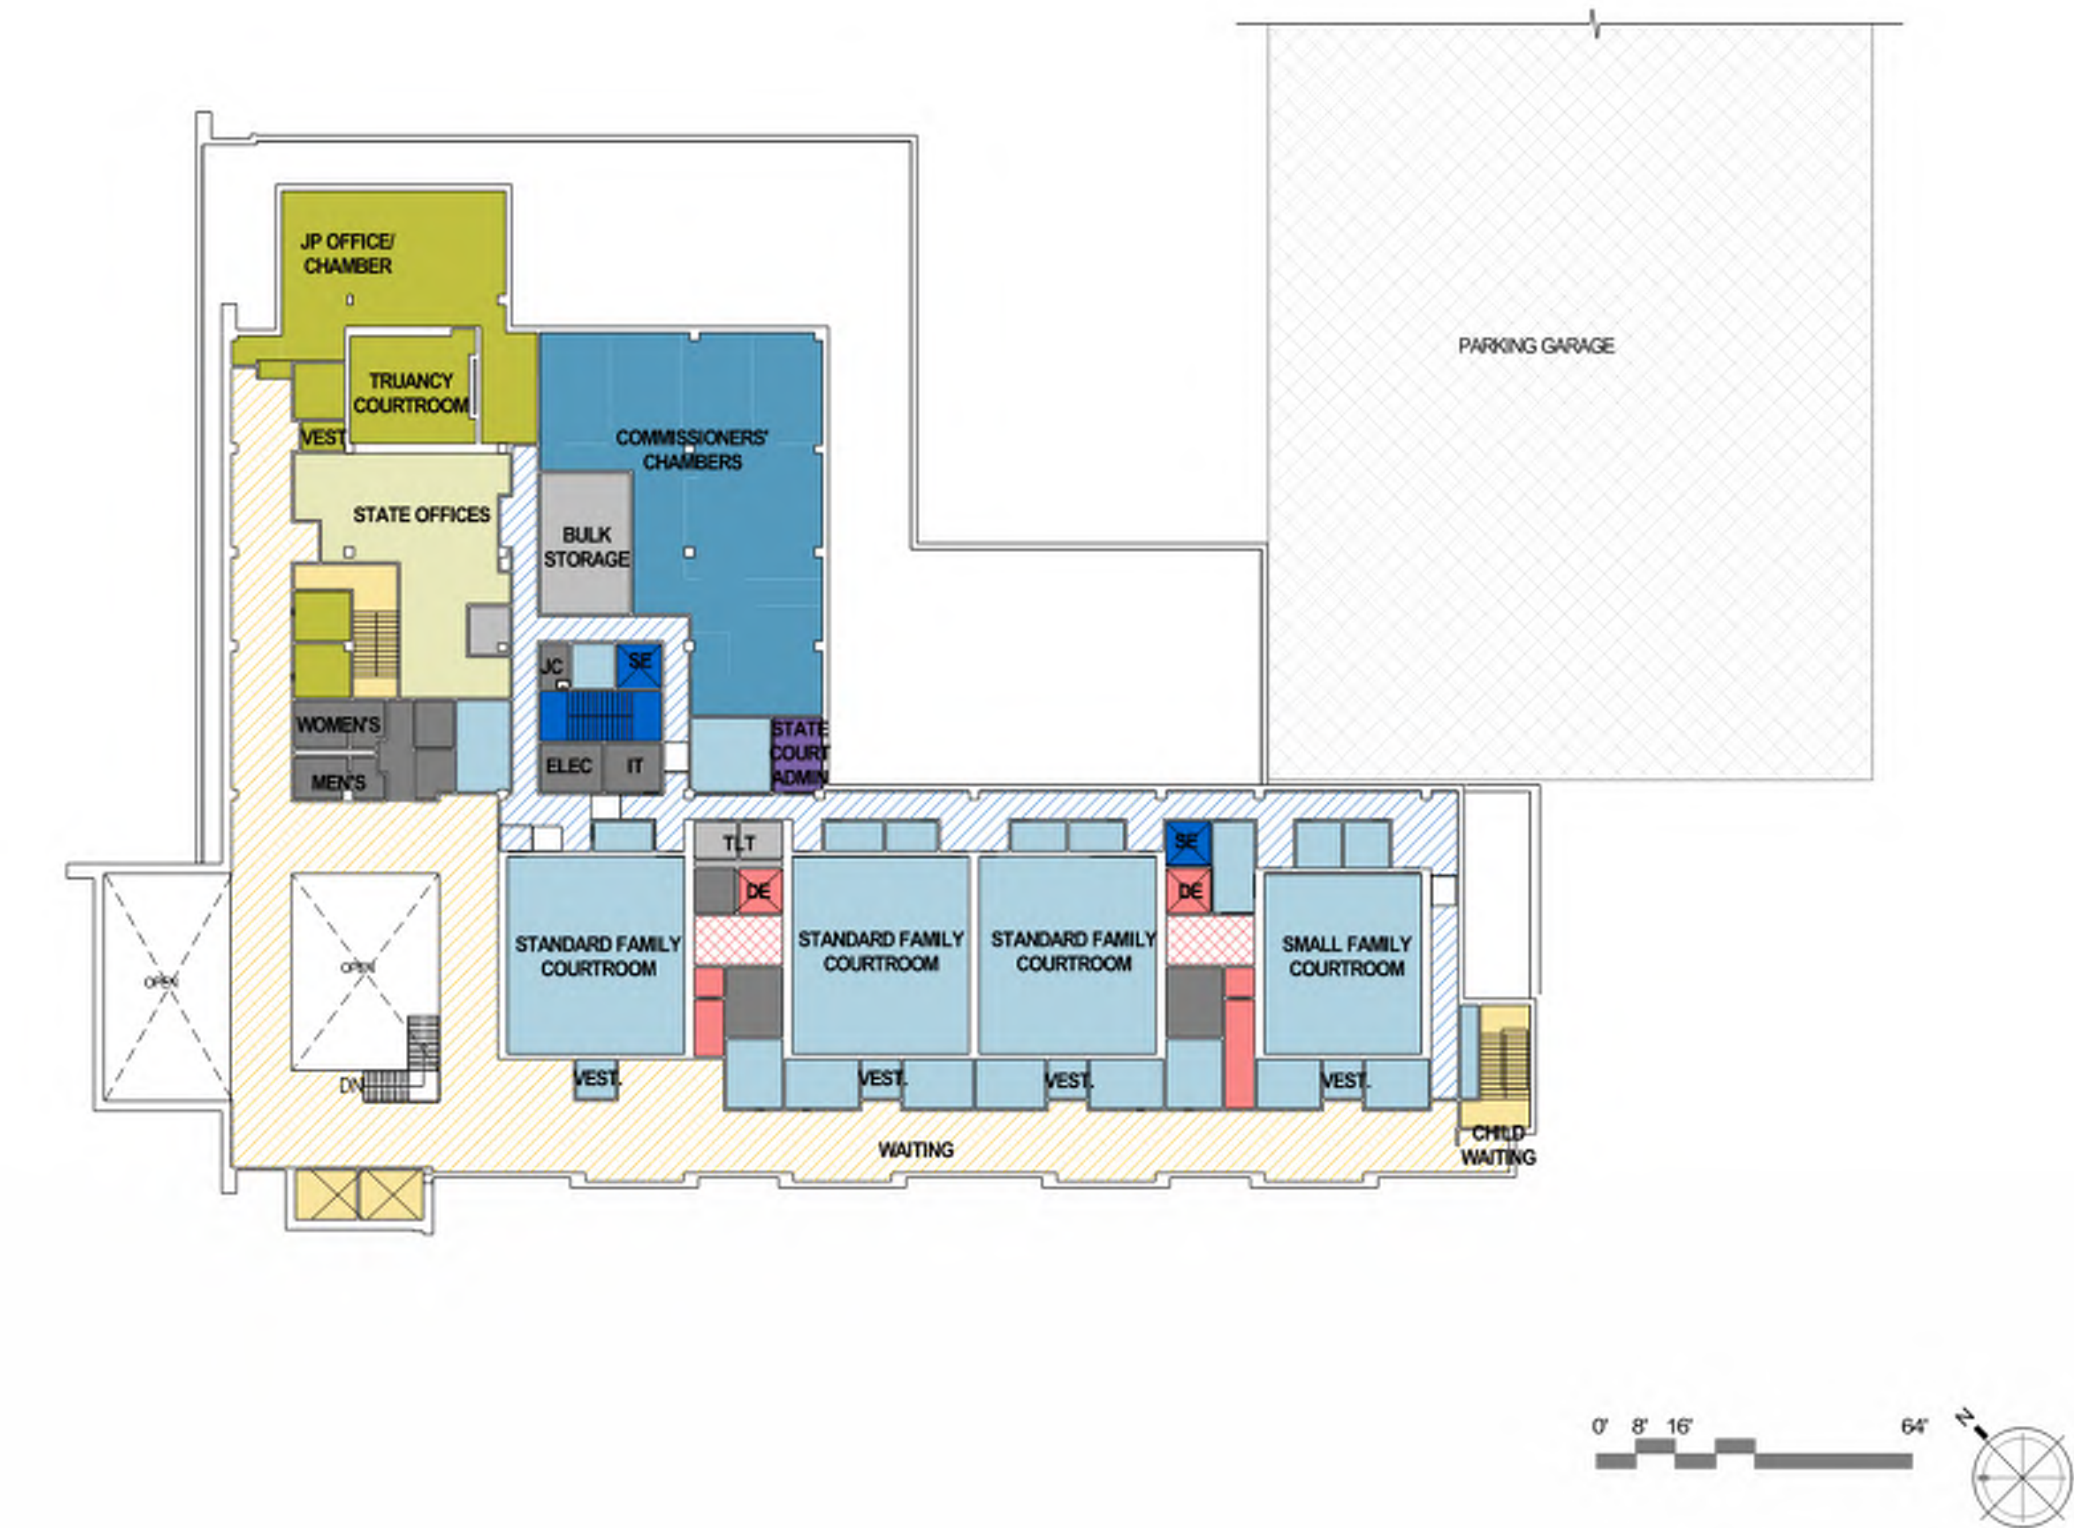 JP OFFICE/
CHAMBER
PARKING GARAGE
TRUANCY
COURTROOM
VEST
COMMISSIONERS'
CHAMBERS
STATE OFFICES
BULK
STORAGE
JC
SE
WOMEN'S
MEN'S
ELEC
IT
STATE
COURT
ADMIN
TLT
SE
DE
DE
OPEN
OPEN
STANDARD FAMILY
COURTROOM
STANDARD FAMILY
COURTROOM
STANDARD FAMILY
COURTROOM
SMALL FAMILY
COURTROOM
DN
VEST.
VEST.
VEST.
VEST.
WAITING
CHILD
WAITING
0' 8' 16' 64'
N